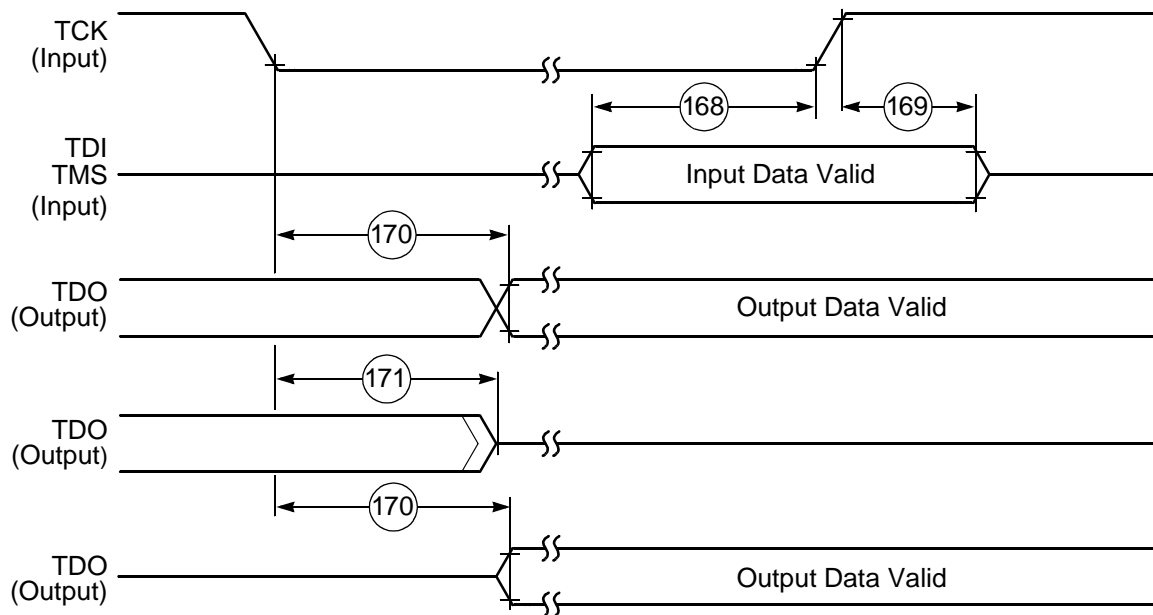 TCK
(Input)
168
169
TDI
TMS
(Input)
Input Data Valid
170
TDO
(Output)
Output Data Valid
171
TDO
(Output)
170
TDO
(Output)
Output Data Valid